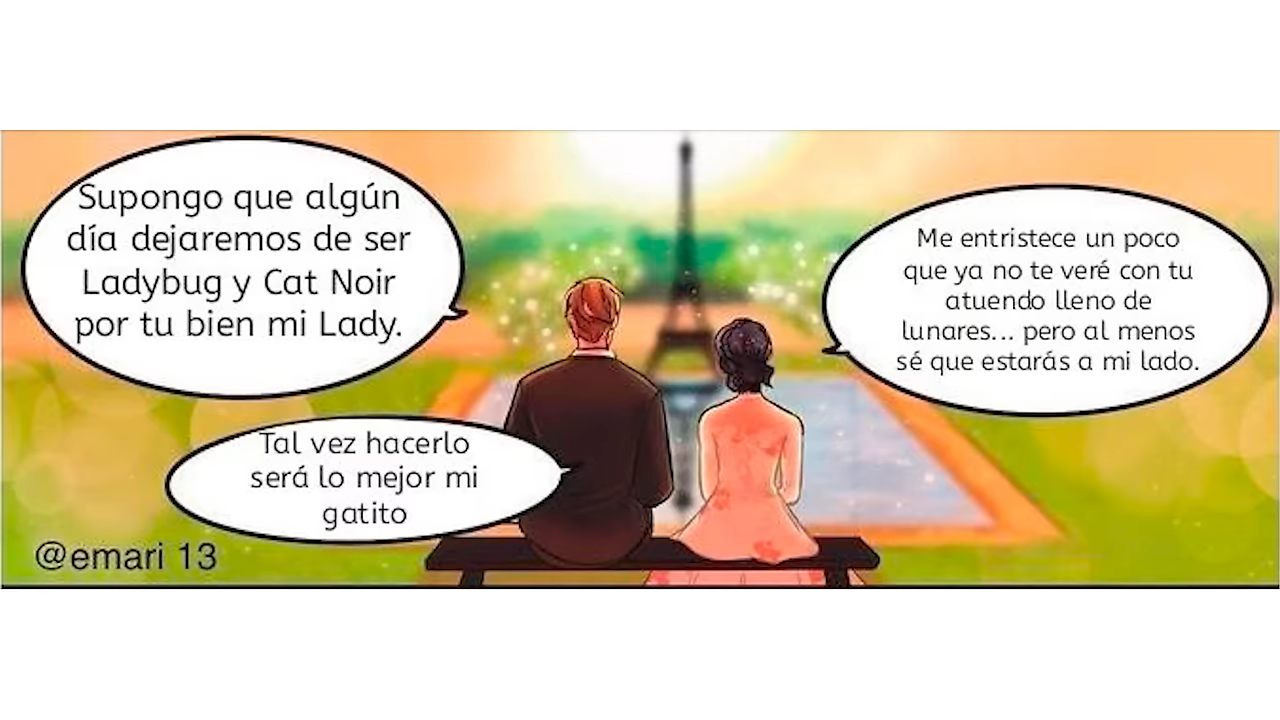 Supongo que algún
día dejaremos de ser
Ladybug y Cat Noir
por tu bien mi Lady.
Me entristece un poco
que ya no te veré con tu
atuendo lleno de
lunares... pero al menos
sé que estarás a mi lado.
Tal vez hacerlo
será lo mejor mi
gatito
@emari 13